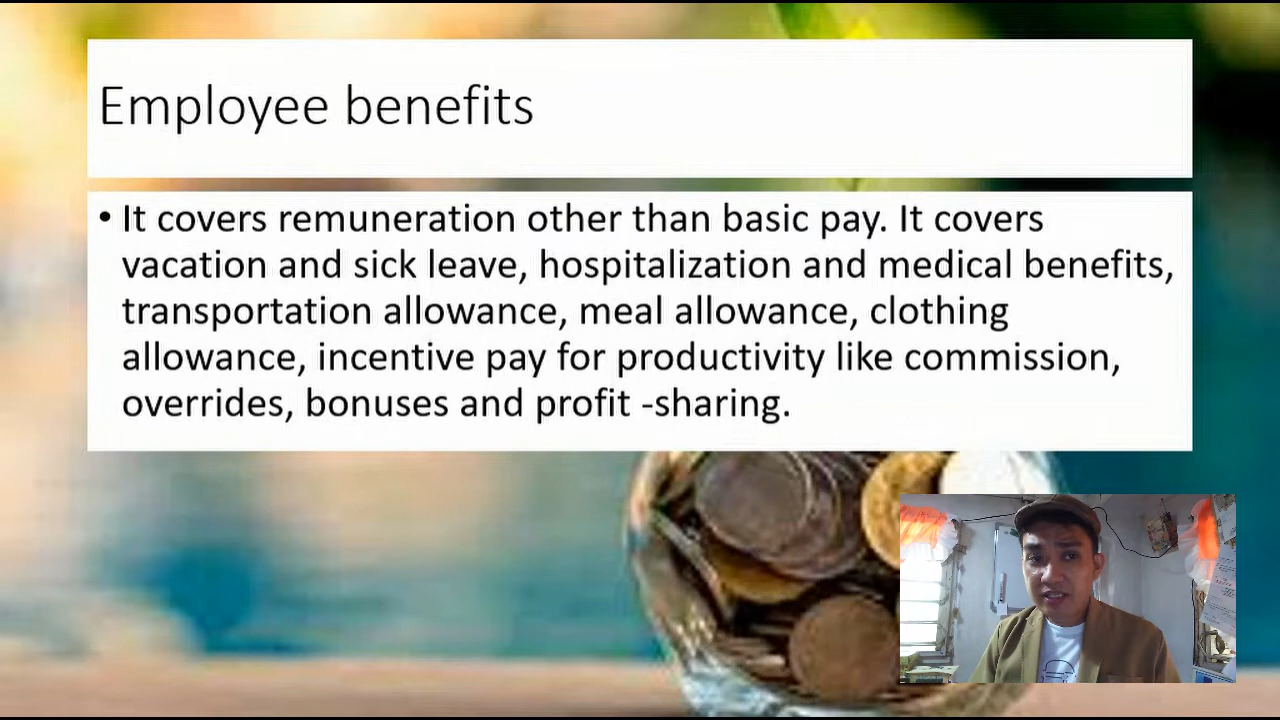 Employee benefits
• It covers remuneration other than basic pay. It covers
vacation and sick leave, hospitalization and medical benefits,
transportation allowance, meal allowance, clothing
allowance, incentive pay for productivity like commission,
overrides, bonuses and profit -sharing.